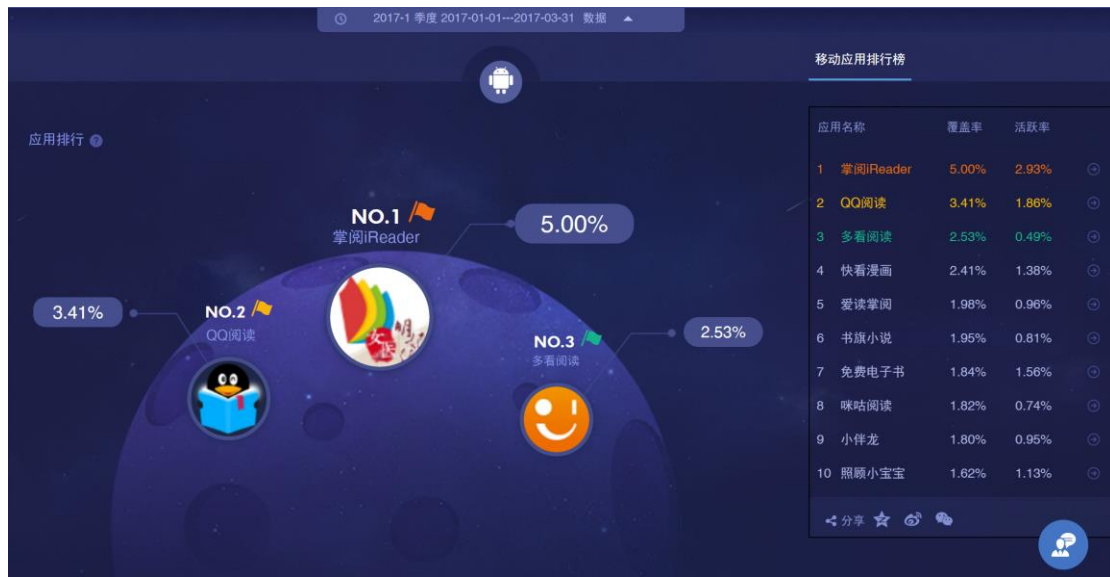 2017-1 季度 2017-01-01---2017-03-31 数据
移动应用排行榜
应用排行 ?
NO.1
掌阅iReader
5.00%
NO.2
QQ阅读
3.41%
NO.3
多看阅读
2.53%
应用名称 覆盖率 活跃率
1 掌阅iReader 5.00% 2.93%
2 QQ阅读 3.41% 1.86%
3 多看阅读 2.53% 0.49%
4 快看漫画 2.41% 1.38%
5 爱读掌阅 1.98% 0.96%
6 书旗小说 1.95% 0.81%
7 免费电子书 1.84% 1.56%
8 咪咕阅读 1.82% 0.74%
9 小伴龙 1.80% 0.95%
10 照顾小宝宝 1.62% 1.13%
分享